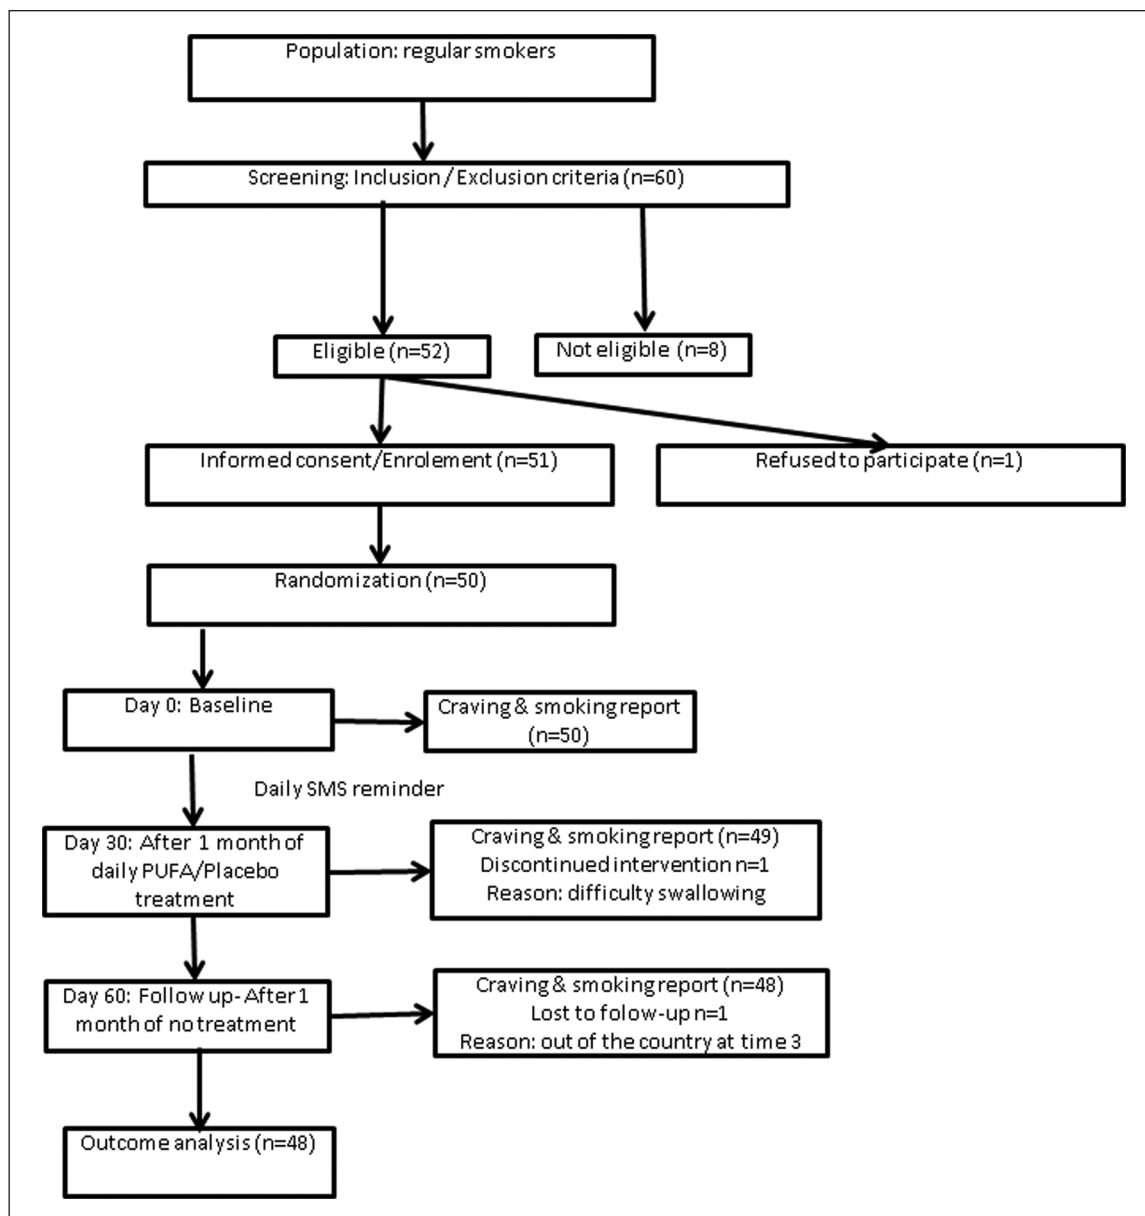 Population: regular smokers
Screening: Inclusion / Exclusion criteria (n=60)
Eligible (n=52)
Not eligible (n=8)
Informed consent/Enrolement (n=51)
Refused to participate (n=1)
Randomization (n=50)
Day 0: Baseline
Craving & smoking report
(n=50)
Daily SMS reminder
Day 30: After 1 month of
daily PUFA/Placebo
treatment
Craving & smoking report (n=49)
Discontinued intervention n=1
Reason: difficulty swallowing
Day 60: Follow up- After 1
month of no treatment
Craving & smoking report (n=48)
Lost to folow-up n=1
Reason: out of the country at time 3
Outcome analysis (n=48)